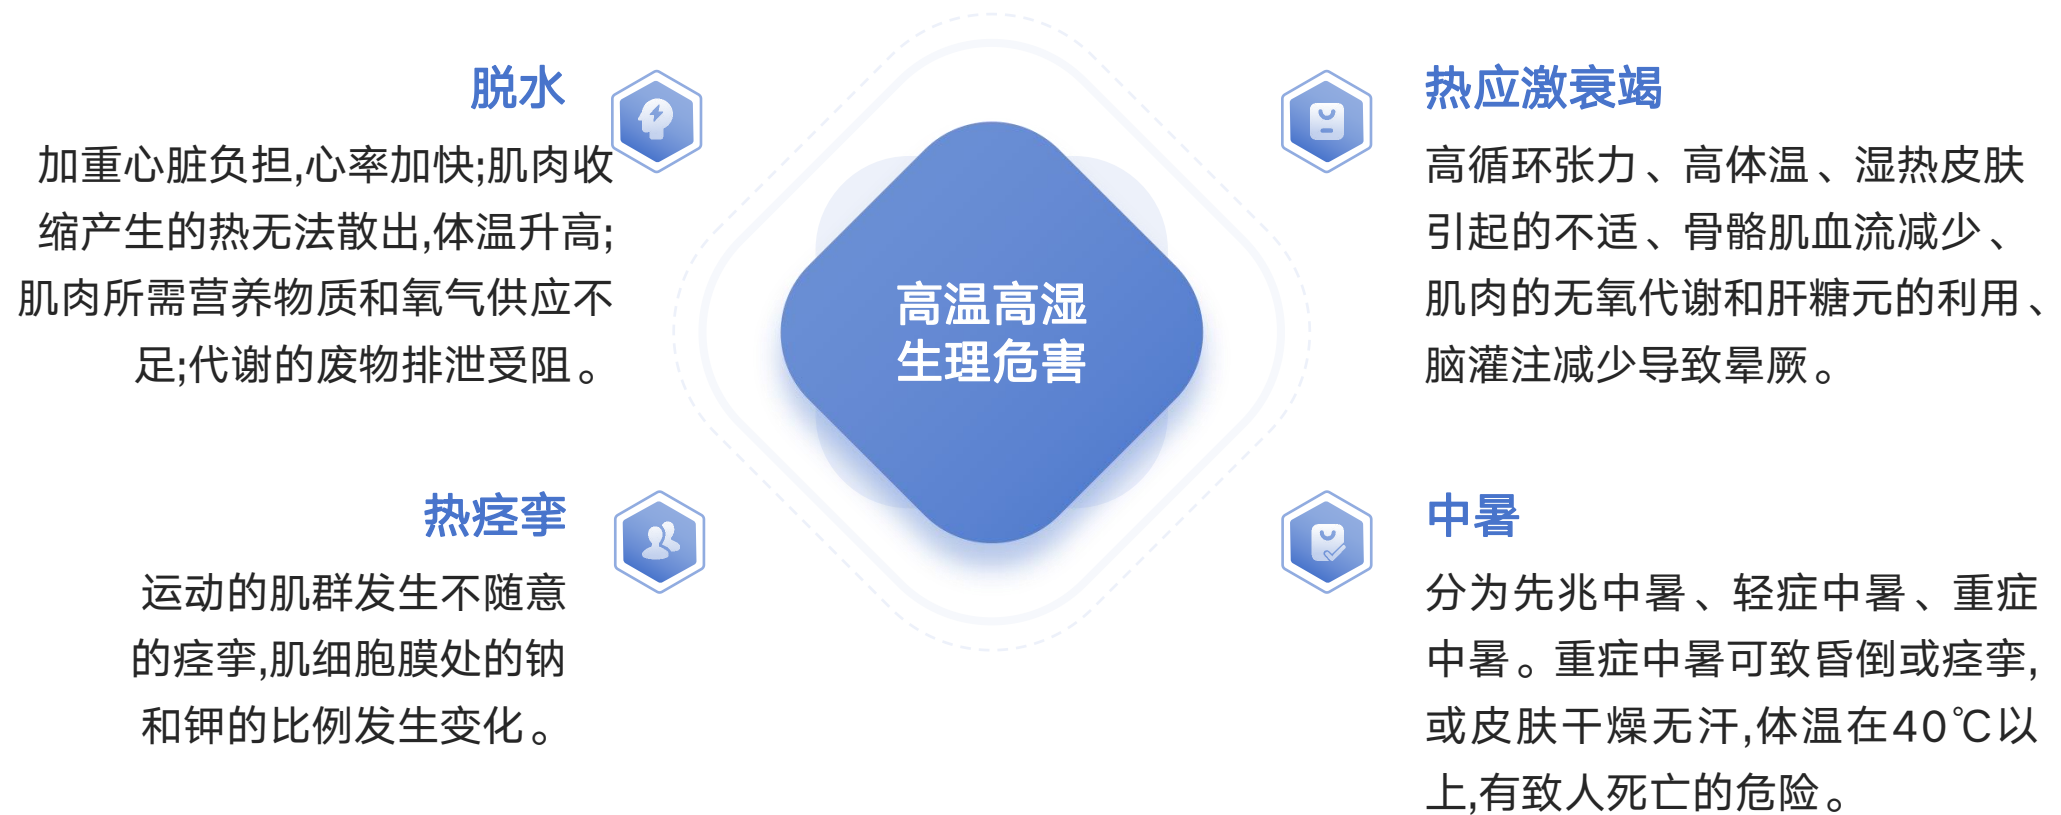 脱水
加重心脏负担,心率加快;肌肉收
缩产生的热无法散出,体温升高;
肌肉所需营养物质和氧气供应不
足;代谢的废物排泄受阻。
热痉挛
运动的肌群发生不随意
的痉挛,肌细胞膜处的钠
和钾的比例发生变化。
高温高湿
生理危害
热应激衰竭
高循环张力、高体温、湿热皮肤
引起的不适、骨骼肌血流减少、
肌肉的无氧代谢和肝糖元的利用、
脑灌注减少导致晕厥。
中暑
分为先兆中暑、轻症中暑、重症
中暑。重症中暑可致昏倒或痉挛,
或皮肤干燥无汗,体温在40℃以
上,有致人死亡的危险。